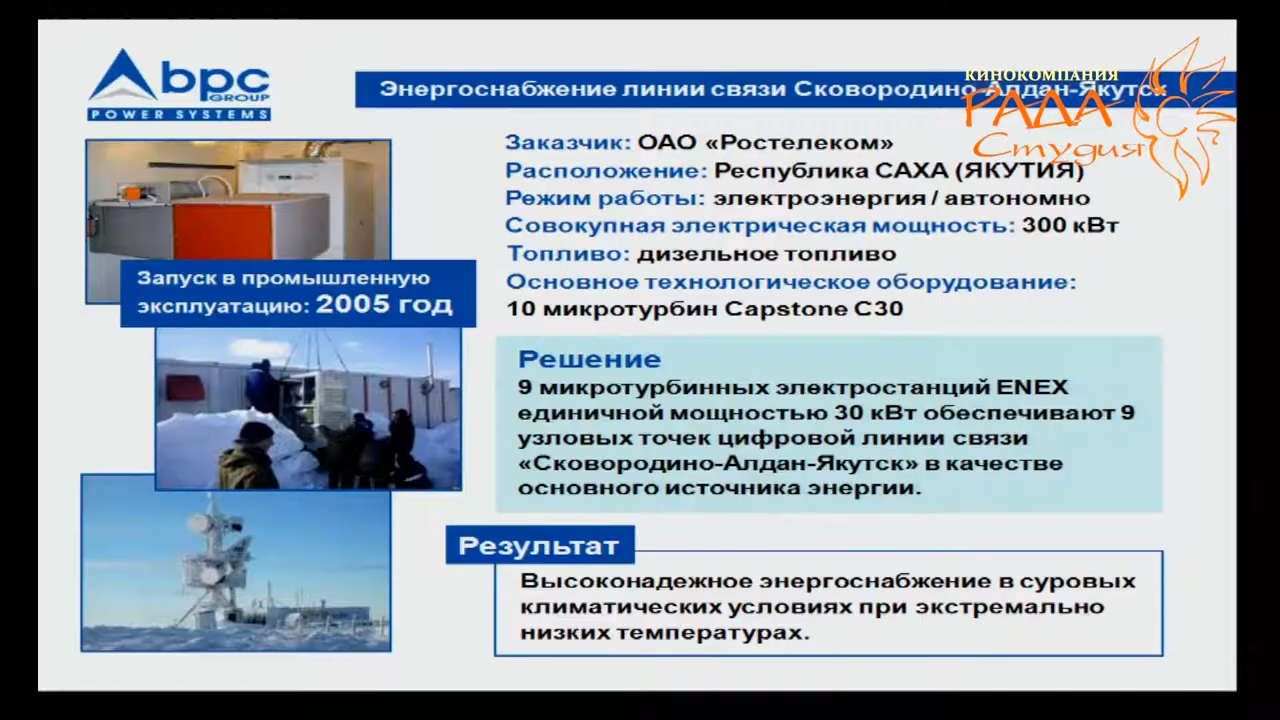 bpc
GROUP
POWER SYSTEMS
Энергоснабжение линии связи Сковородино-Алдан-Якутск
КИНОКОМПАНИЯ
РАДА
Студия
Заказчик: ОАО «Ростелеком»
Расположение: Республика САХА (ЯКУТИЯ)
Режим работы: электроэнергия / автономно
Совокупная электрическая мощность: 300 кВт
Топливо: дизельное топливо
Основное технологическое оборудование:
10 микротурбин Capstone C30
Запуск в промышленную
эксплуатацию: 2005 год
Решение
9 микротурбинных электростанций ENEX
единичной мощностью 30 кВт обеспечивают 9
узловых точек цифровой линии связи
«Сковородино-Алдан-Якутск» в качестве
основного источника энергии.
Результат
Высоконадежное энергоснабжение в суровых
климатических условиях при экстремально
низких температурах.